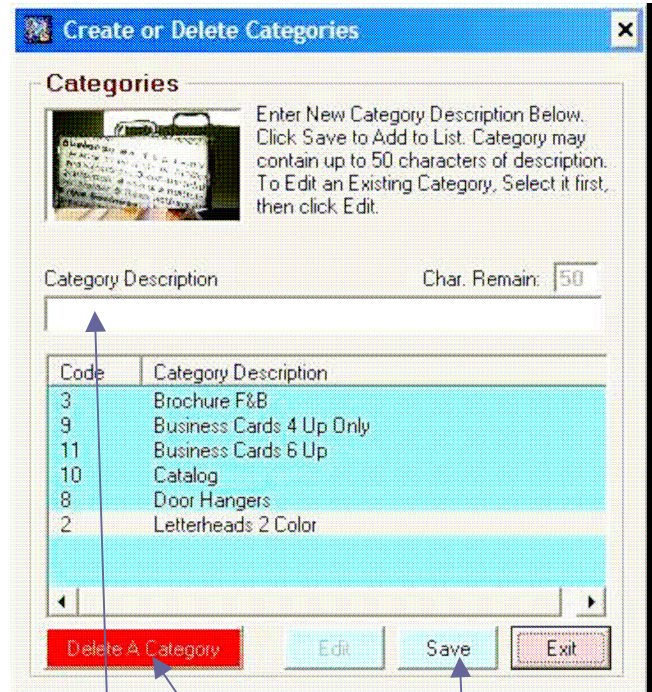 Create or Delete Categories
Categories
Enter New Category Description Below.
Click Save to Add to List. Category may
contain up to 50 characters of description.
To Edit an Existing Category, Select it first,
then click Edit.
Category Description Char. Remain: 50
Code Category Description
3 Brochure F&B
9 Business Cards 4 Up Only
11 Business Cards 6 Up
10 Catalog
8 Door Hangers
2 Letterheads 2 Color
Delete A Category Edit Save Exit